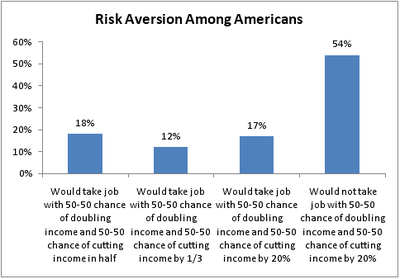 Risk Aversion Among Americans
60%
50%
40%
30%
20%
10%
0%
18%
12%
17%
54%
Would take job
with 50-50 chance
of doubling
income and 50-50
chance of cutting
income in half
Would take job
with 50-50 chance
of doubling
income and 50-50
chance of cutting
income by 1/3
Would take job
with 50-50 chance
of doubling
income and 50-50
chance of cutting
income by 20%
Would not take
job with 50-50
chance of doubling
income and 50-50
chance of cutting
income by 20%